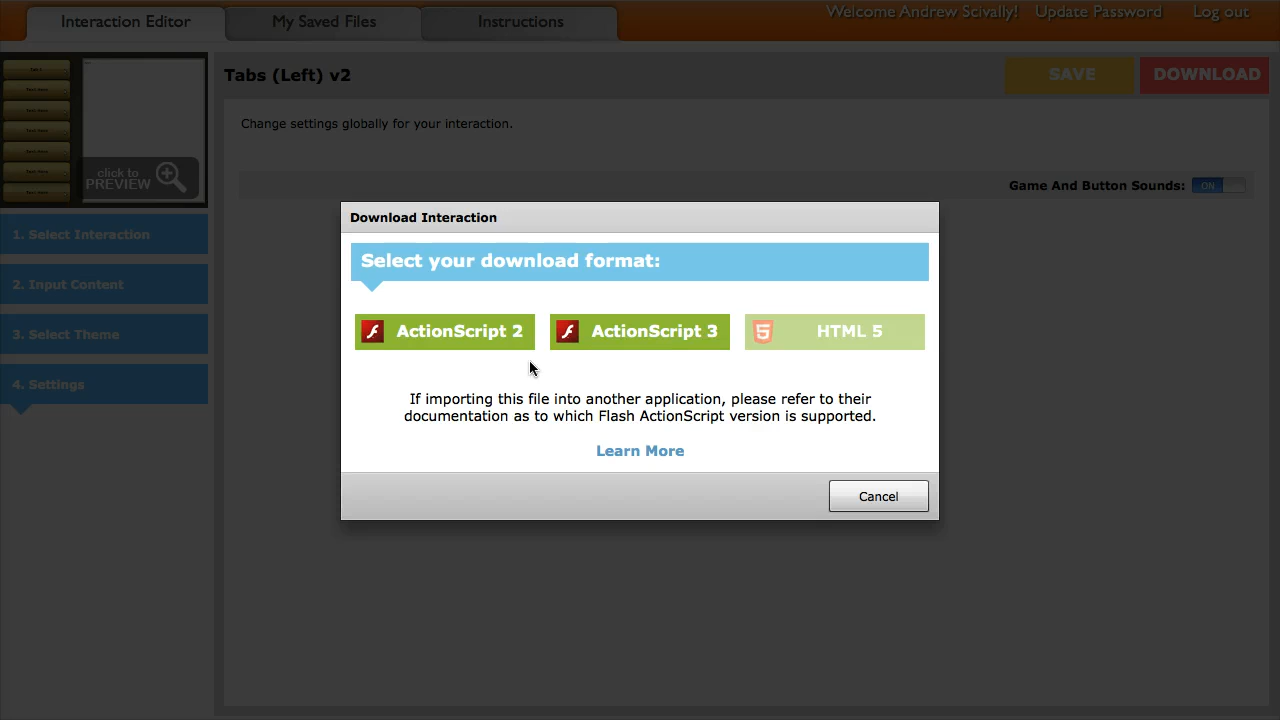 Interaction Editor
My Saved Files
Instructions
Welcome Andrew Scivally!
Update Password
Log out
click to
PREVIEW
1. Select Interaction
2. Input Content
3. Select Theme
4. Settings
Tabs (Left) v2
SAVE
DOWNLOAD
Change settings globally for your interaction.
Game And Button Sounds:
ON
Download Interaction
Select your download format:
ActionScript 2
ActionScript 3
5
HTML 5
If importing this file into another application, please refer to their
documentation as to which Flash ActionScript version is supported.
Learn More
Cancel